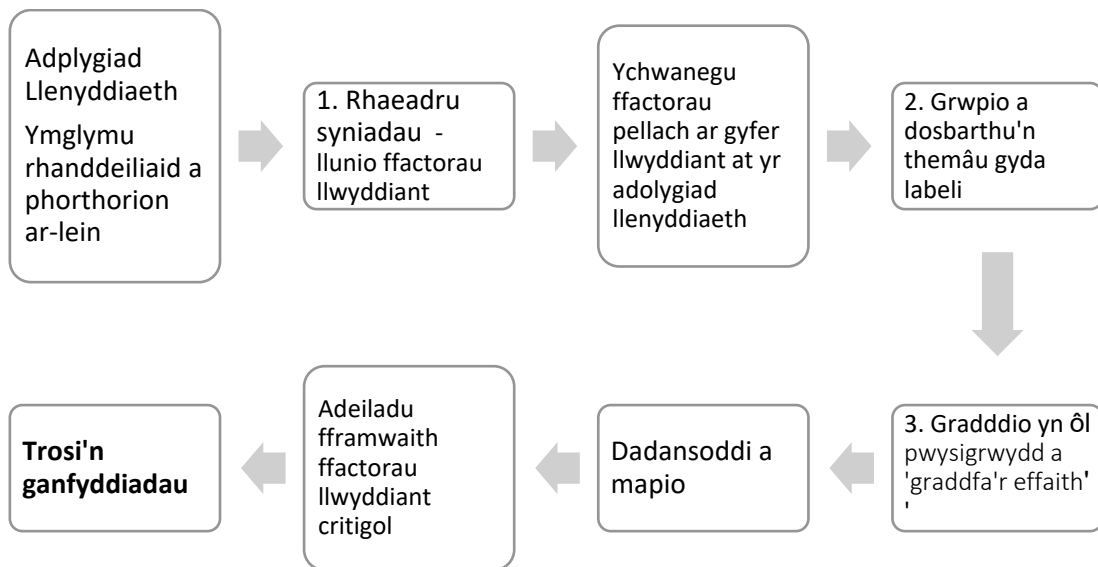 Adplygiad
Llenyddiaeth
Ymglymu
rhanddeiliaid a
phorthorion
ar-lein
1. Rhaeadru
syniadau -
llunio ffactorau
llwyddiant
Ychwanegu
ffactorau
pellach ar gyfer
llwyddiant at yr
adolygiad
llenyddiaeth
2. Grwpio a
dosbarthu'n
themâu gyda
labeli
3. Gradddio yn ôl
pwysigrwydd a
'graddfa'r effaith'
'
Dadansoddi a
mapio
Adeiladu
fframwaith
ffactorau
llwyddiant
critigol
Trosi'n
ganfyddiadau